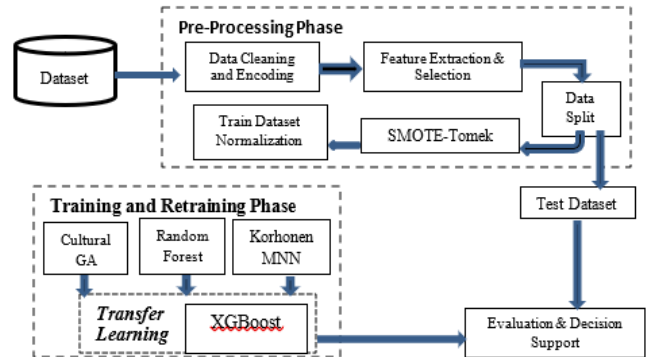 Pre-Processing Phase
Dataset
Data Cleaning
and Encoding
Feature Extraction &
Selection
Data
Split
SMOTE-Tomek
Train Dataset
Normalization
Test Dataset
Training and Retraining Phase
Cultural
GA
Random
Forest
Korhonen
MNN
Transfer
Learning
XGBoost
Evaluation & Decision
Support